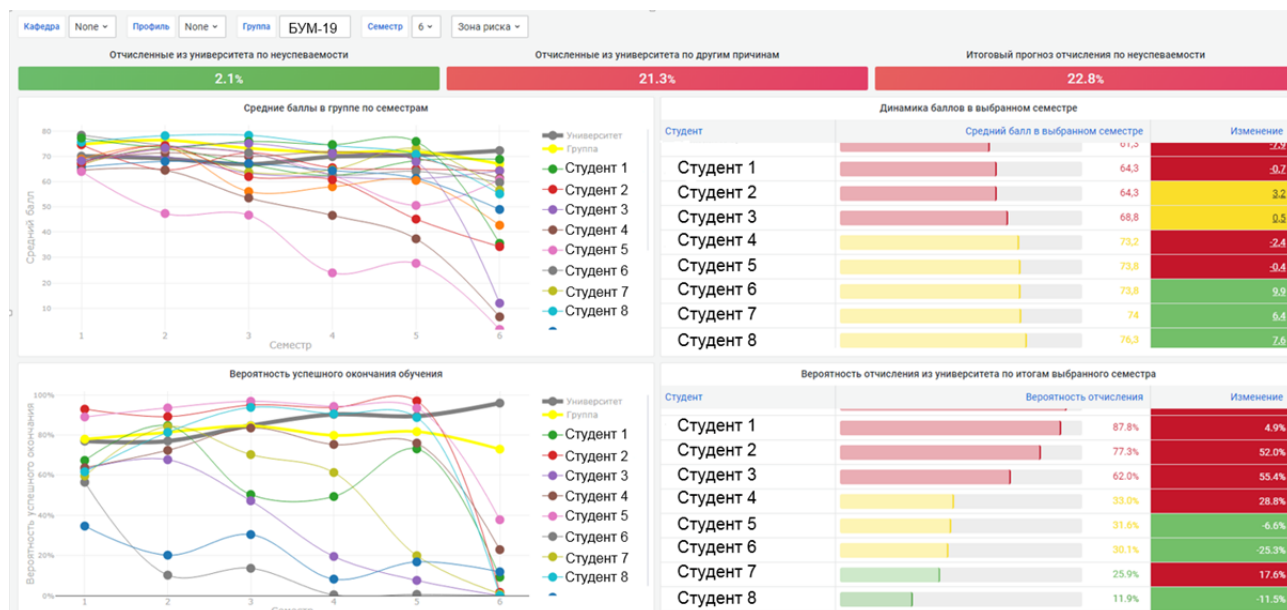 Кафедра None Профиль None Группа БУМ-19 Семестр 6 Зона риска
Отчисленные из университета по неуспеваемости
2.1%
Отчисленные из университета по другим причинам
21.3%
Итоговый прогноз отчисления по неуспеваемости
22.8%
Средние баллы в группе по семестрам
Средний балл
80
70
60
50
40
30
20
10
1 2 3 4 5 6
Семестр
Университет
Группа
Студент 1
Студент 2
Студент 3
Студент 4
Студент 5
Студент 6
Студент 7
Студент 8
Динамика баллов в выбранном семестре
Студент Средний балл в выбранном семестре Изменение
61,3 -7,9
Студент 1 64,3 -0,7
Студент 2 64,3 3,2
Студент 3 68,8 0,5
Студент 4 73,2 -2,4
Студент 5 73,8 -0,4
Студент 6 73,8 9,9
Студент 7 74 6,4
Студент 8 76,3 7,6
Вероятность успешного окончания обучения
Вероятность успешного окончания
100%
80%
60%
40%
20%
0%
1 2 3 4 5 6
Семестр
Университет
Группа
Студент 1
Студент 2
Студент 3
Студент 4
Студент 5
Студент 6
Студент 7
Студент 8
Вероятность отчисления из университета по итогам выбранного семестра
Студент Вероятность отчисления Изменение
Студент 1 87.8% 4.9%
Студент 2 77.3% 52.0%
Студент 3 62.0% 55.4%
Студент 4 33.0% 28.8%
Студент 5 31.6% -6.6%
Студент 6 30.1% -25.3%
Студент 7 25.9% 17.6%
Студент 8 11.9% -11.5%